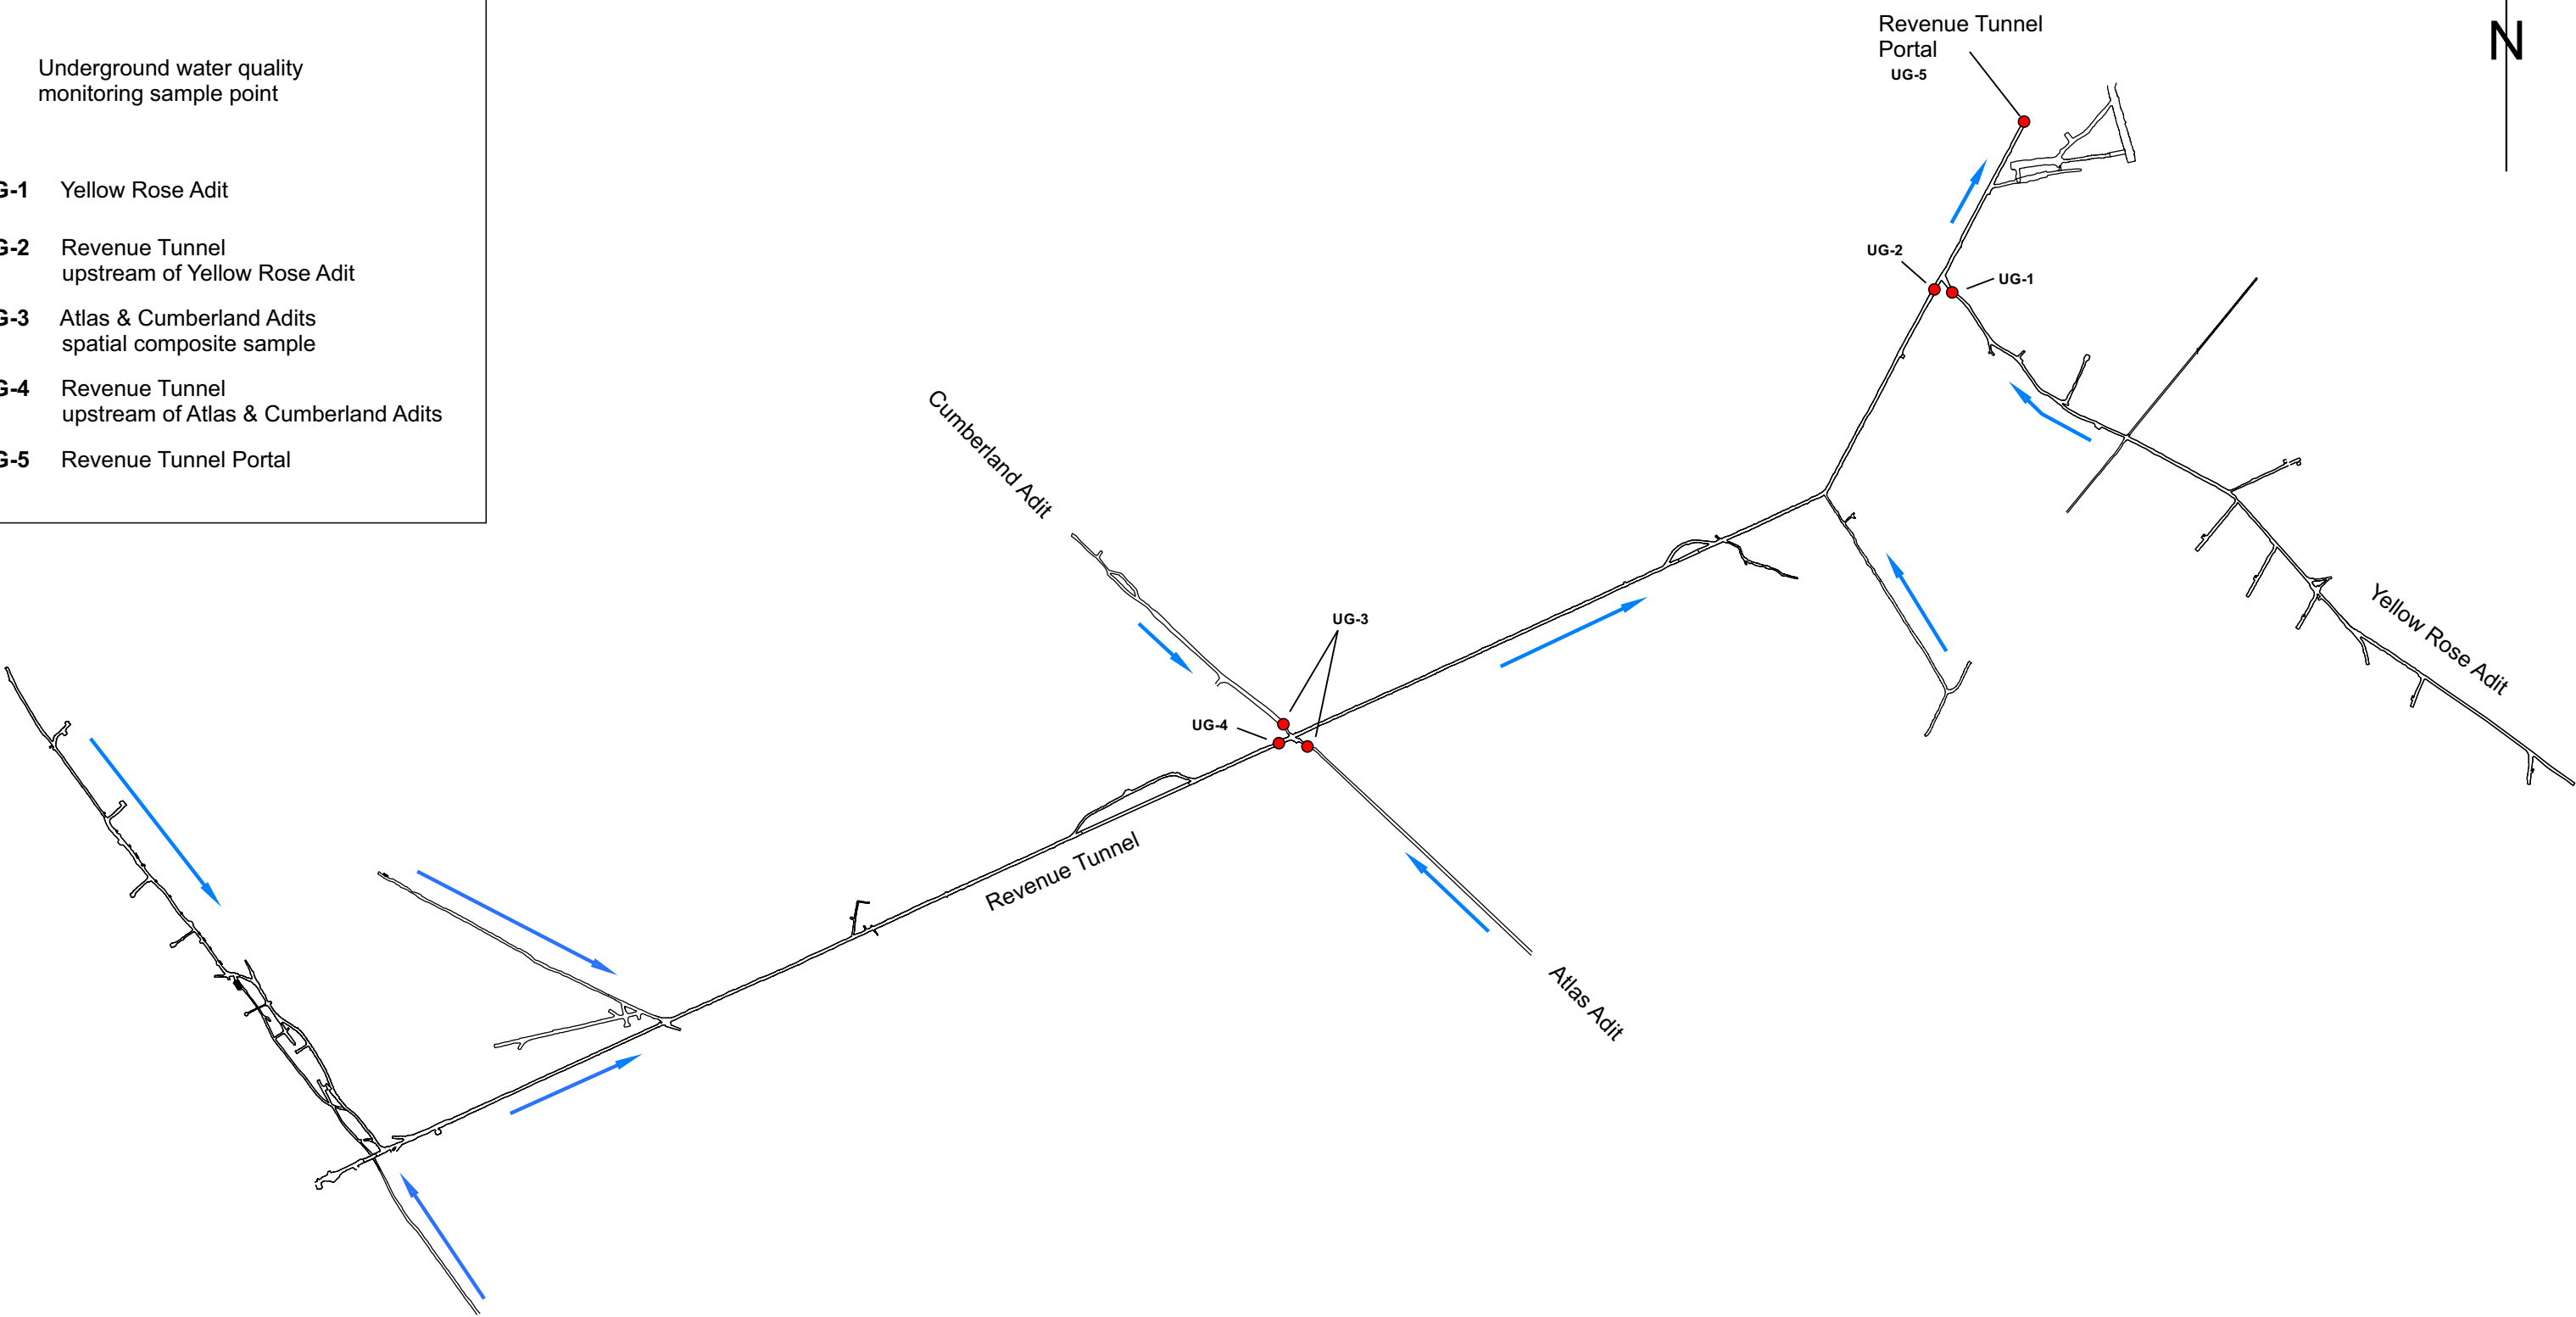 Underground water quality
monitoring sample point
G-1 Yellow Rose Adit
G-2 Revenue Tunnel
upstream of Yellow Rose Adit
G-3 Atlas & Cumberland Adits
spatial composite sample
G-4 Revenue Tunnel
upstream of Atlas & Cumberland Adits
G-5 Revenue Tunnel Portal
Revenue Tunnel
Portal
UG-5
N
UG-2
UG-1
Cumberland Adit
UG-3
Yellow Rose Adit
UG-4
Revenue Tunnel
Atlas Adit